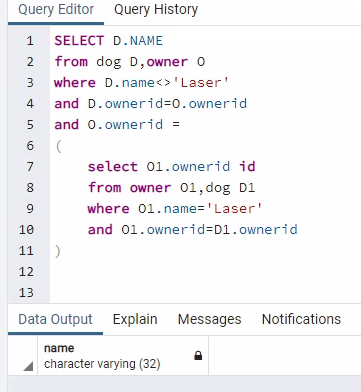 Query Editor Query History
1 SELECT D.NAME
2 from dog D,owner O
3 where D.name<>'Laser'
4 and D.ownerid=O.ownerid
5 and O.ownerid =
6 (
7 select O1.ownerid id
8 from owner O1,dog D1
9 where O1.name='Laser'
10 and O1.ownerid=D1.ownerid
11 )
12
13
Data Output Explain Messages Notifications
name
character varying (32)